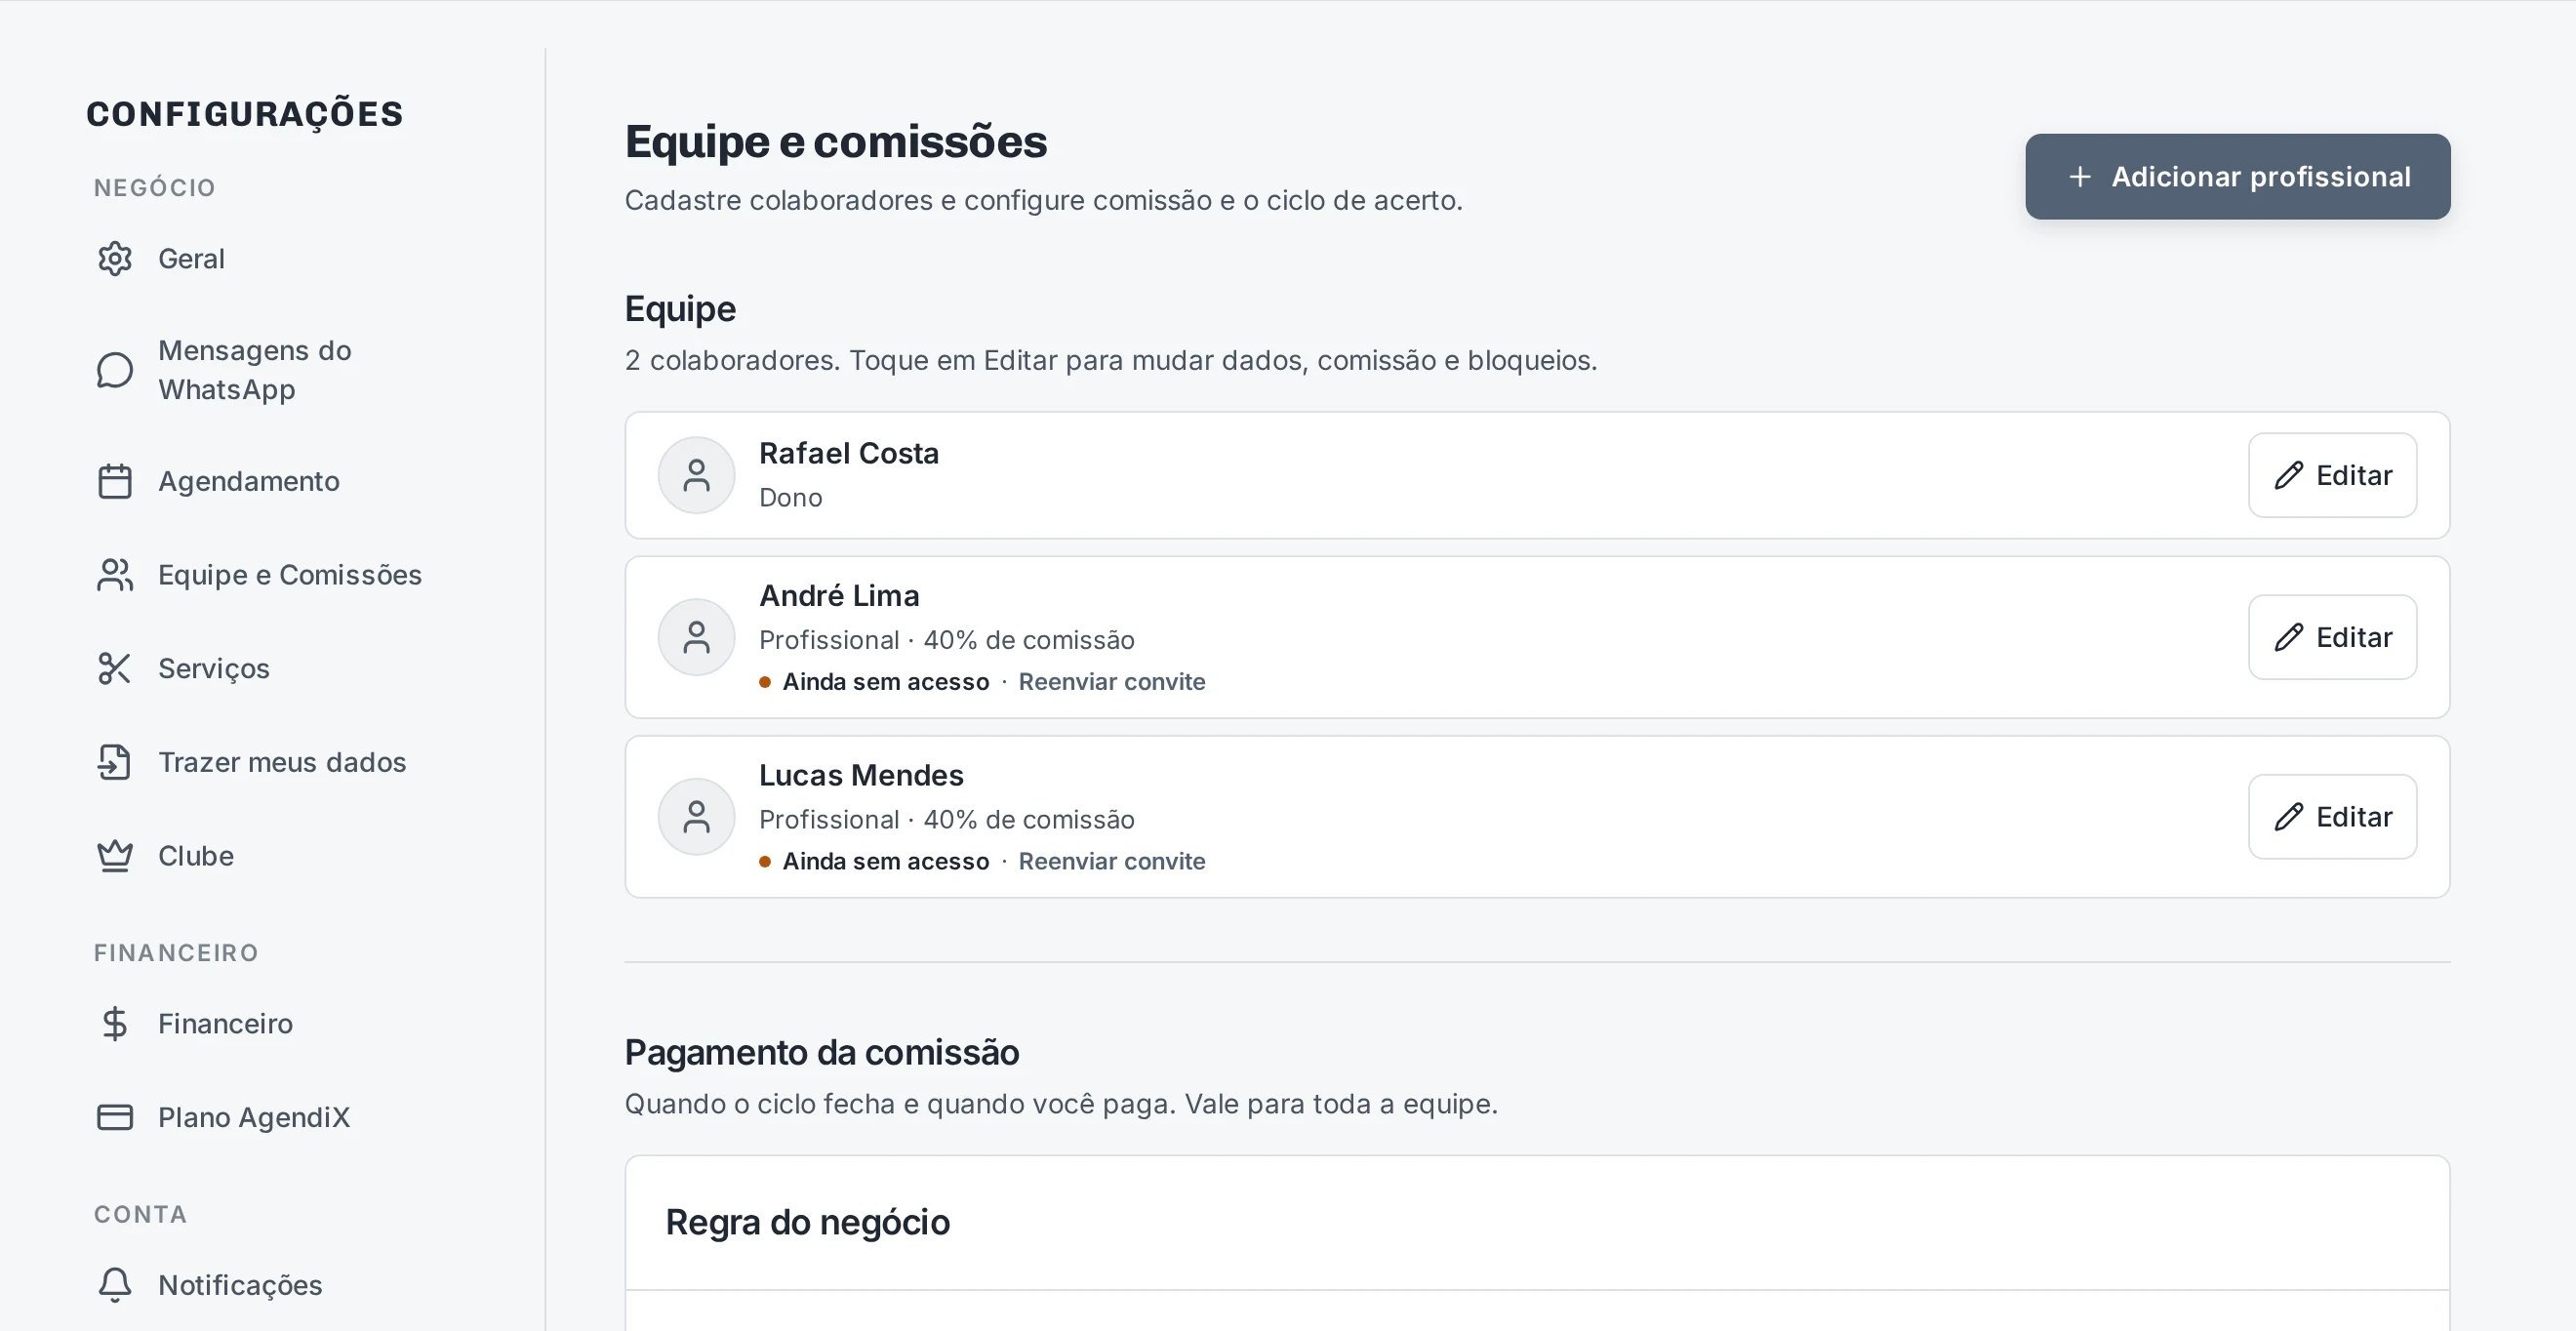 CONFIGURAÇÕES
NEGÓCIO
Geral
Mensagens do
WhatsApp
Agendamento
Equipe e Comissões
Serviços
Trazer meus dados
Clube
FINANCEIRO
Financeiro
Plano AgendiX
CONTA
Notificações
Equipe e comissões
Cadastre colaboradores e configure comissão e o ciclo de acerto.
Adicionar profissional
Equipe
2 colaboradores. Toque em Editar para mudar dados, comissão e bloqueios.
Rafael Costa
Dono
Editar
André Lima
Profissional · 40% de comissão
Ainda sem acesso · Reenviar convite
Editar
Lucas Mendes
Profissional · 40% de comissão
Ainda sem acesso · Reenviar convite
Editar
Pagamento da comissão
Quando o ciclo fecha e quando você paga. Vale para toda a equipe.
Regra do negócio